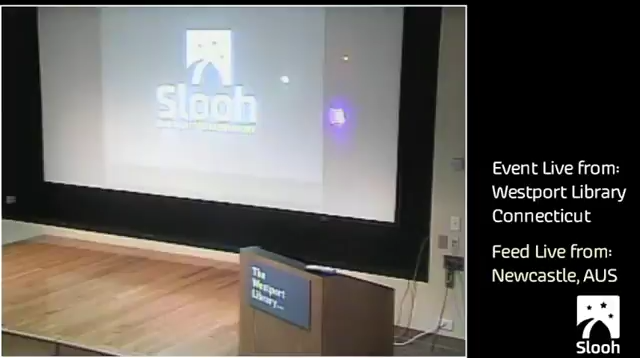 Slooh
The
Westport
Library...
Event Live from:
Westport Library
Connecticut
Feed Live from:
Newcastle, AUS
Slooh